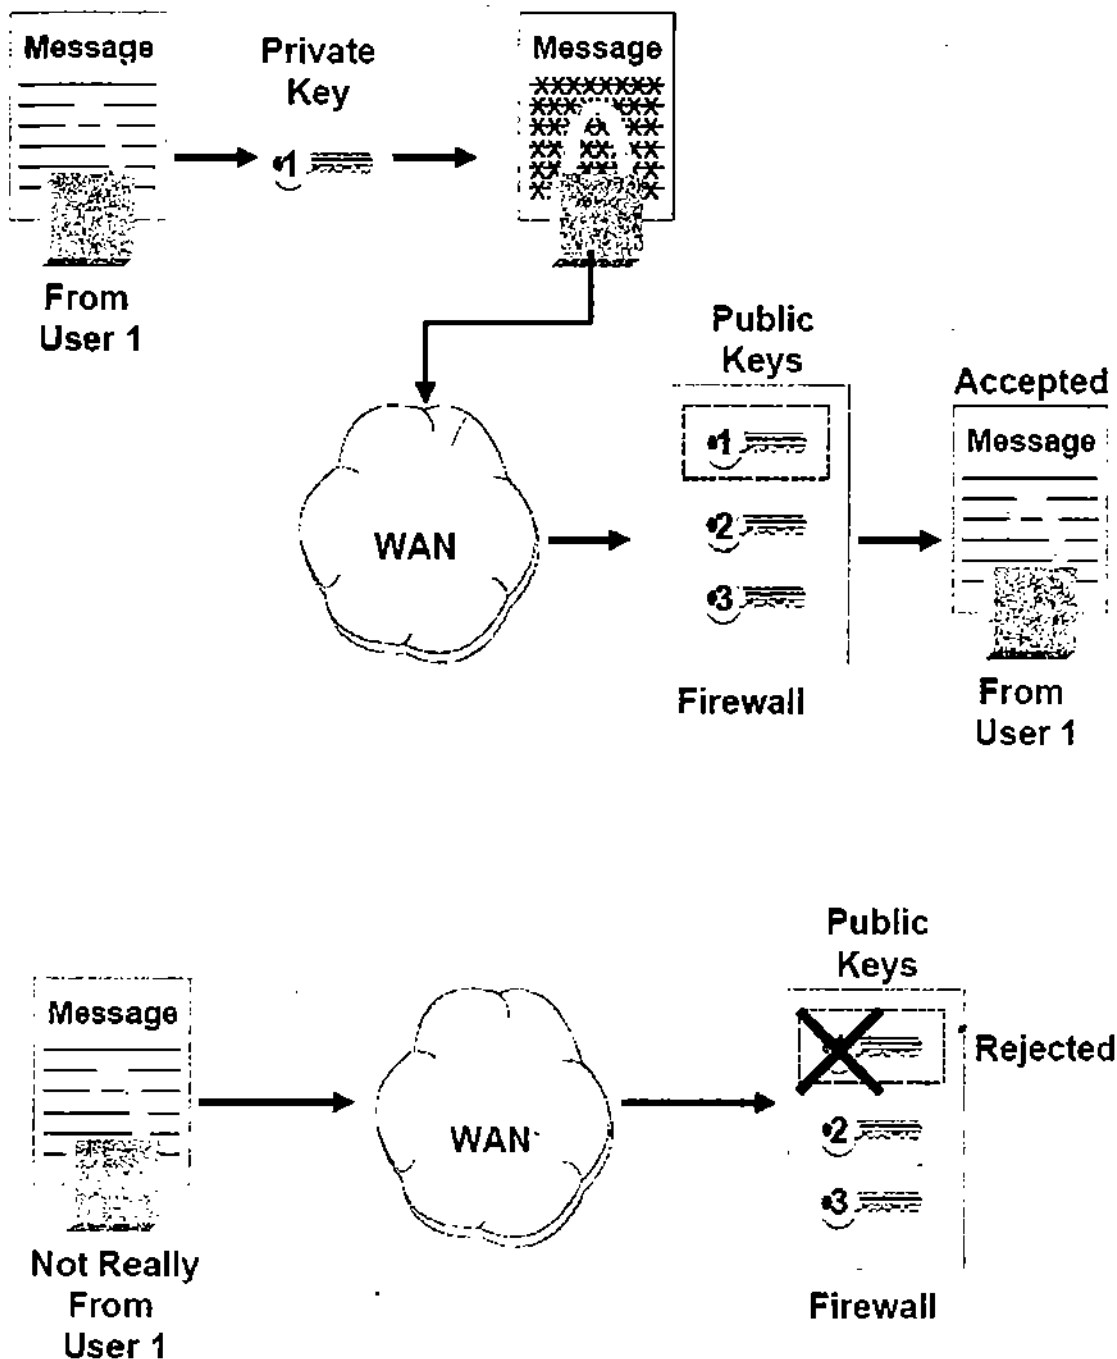 Message
Private
Key
1
Message
XXXXXXXX
From
User 1
Public
Keys
1
2
3
WAN
Firewall
Accepted
Message
From
User 1
Message
Not Really
From
User 1
WAN
Public
Keys
2
3
Rejected
Firewall